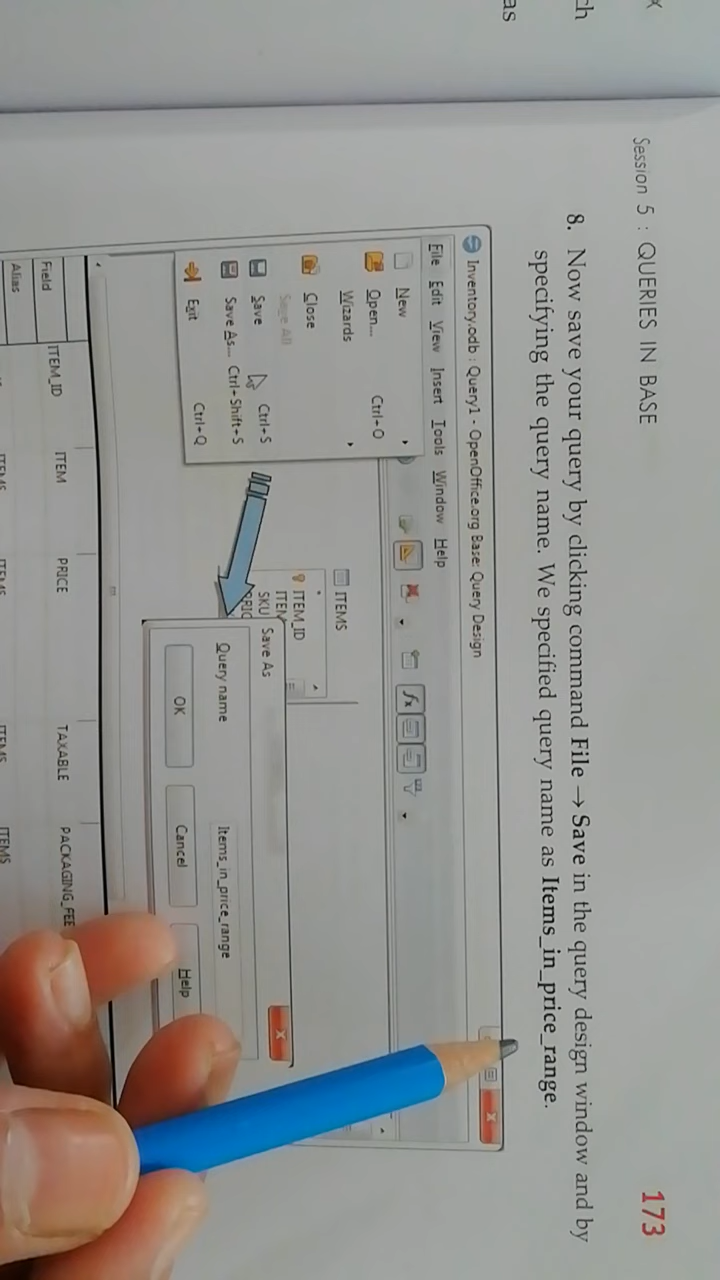 x
ch
as
Session 5 : QUERIES IN BASE
173
8. Now save your query by clicking command File → Save in the query design window and by
specifying the query name. We specified query name as Items_in_price_range.
Inventory.odb : Query1 - OpenOffice.org Base: Query Design
File Edit View Insert Tools Window Help
New
Open... Ctrl+O
Wizards
Close
Save All
Save Ctrl+S
Save As... Ctrl+Shift+S
Exit Ctrl+Q
ITEMS
ITEM_ID
ITEM
SKU
Save As
Query name Items_in_price_range
OK Cancel Help
Field ITEM_ID ITEM PRICE TAXABLE PACKAGING_FEE
Alias